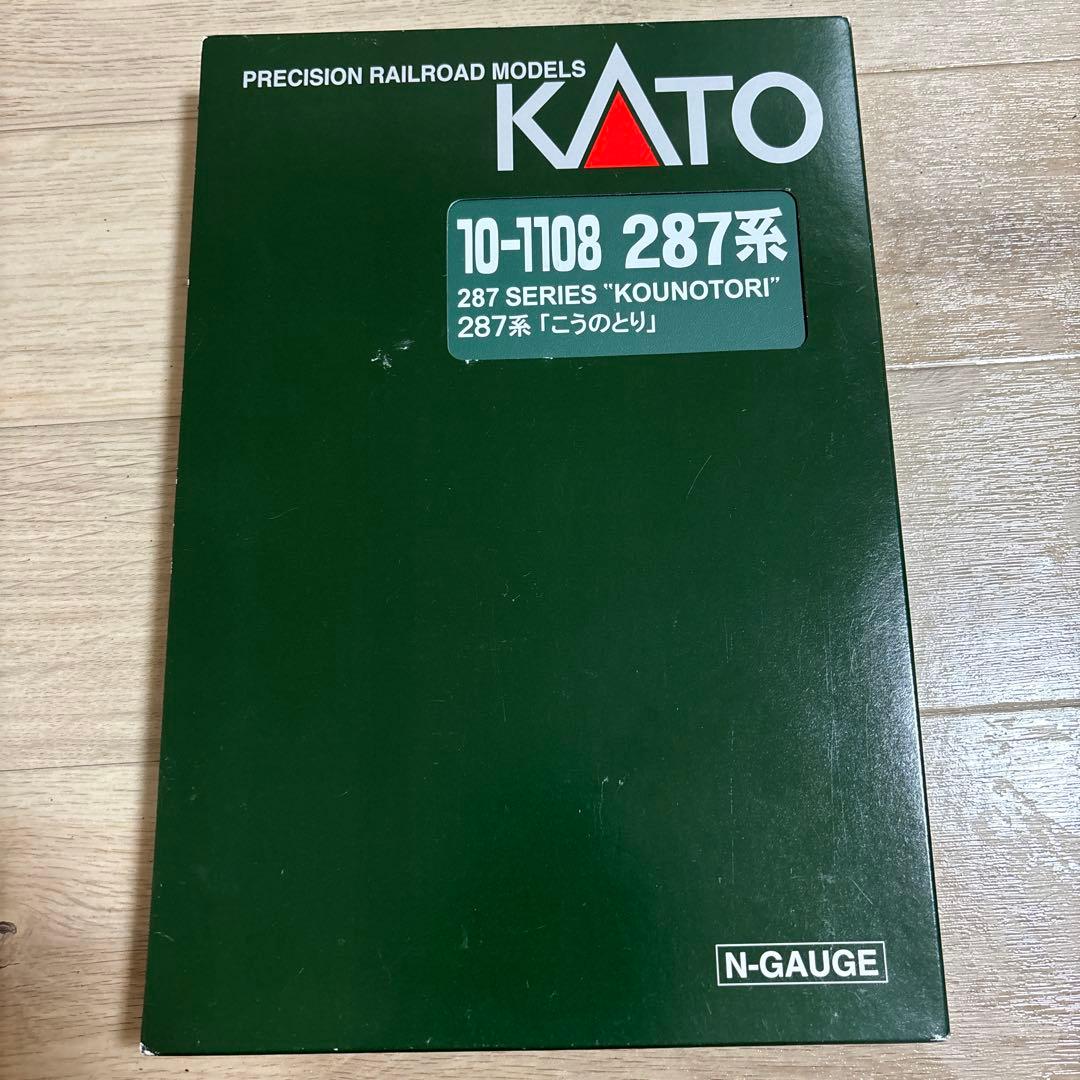 PRECISION RAILROAD MODELS
KATO
10-1108 287系
287 SERIES "KOUNOTORI"
287系「こうのとり」
N-GAUGE